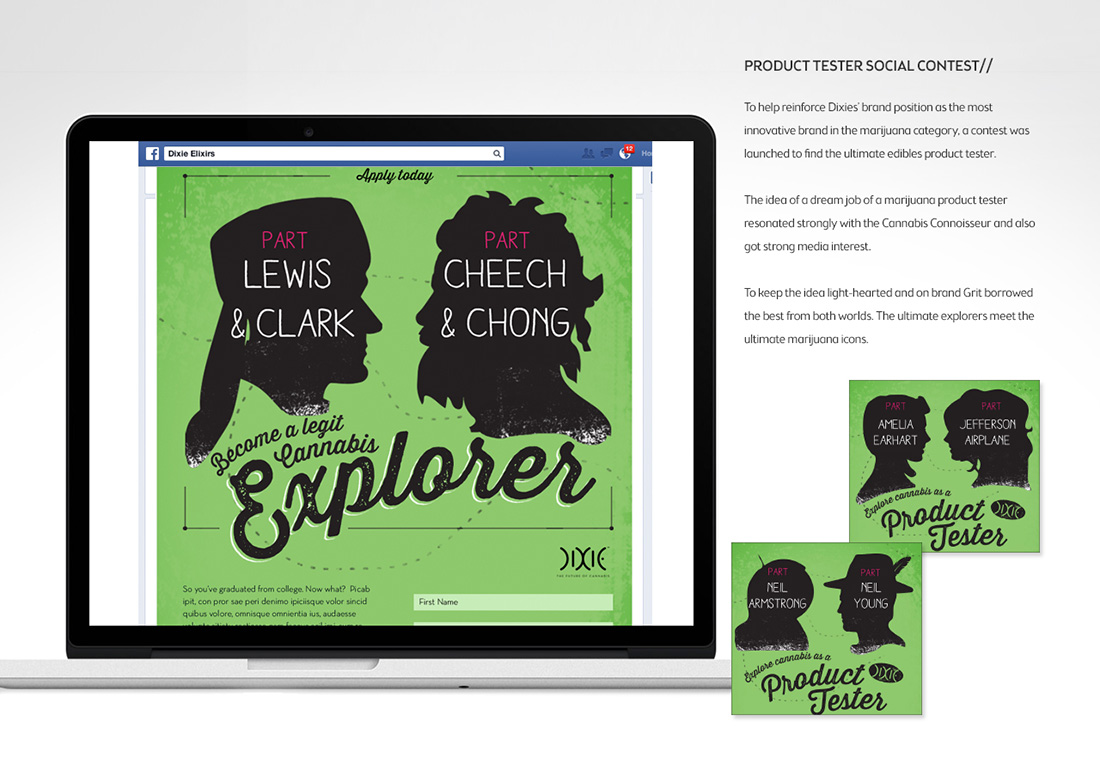 PRODUCT TESTER SOCIAL CONTEST//
To help reinforce Dixies' brand position as the most
innovative brand in the marijuana category, a contest was
launched to find the ultimate edibles product tester.
The idea of a dream job of a marijuana product tester
resonated strongly with the Cannabis Connoisseur and also
got strong media interest.
To keep the idea light-hearted and on brand Grit borrowed
the best from both worlds. The ultimate explorers meet the
ultimate marijuana icons.
Dixie Elixirs
12
Apply today
PART
LEWIS
& CLARK
PART
CHEECH
& CHONG
Become a legit
Cannabis
Explorer
DIXIE
THE FUTURE OF CANNABIS
So you've graduated from college. Now what? Picab
ipit, con pror sae peri denimo ipiciisque volor sincid
quibus volore, omnisque omnientia ius, audaesse
First Name
PART
AMELIA
EARHART
PART
JEFFERSON
AIRPLANE
Explore cannabis as a
Product
Tester
DIXIE
PART
NEIL
ARMSTRONG
PART
NEIL
YOUNG
Explore cannabis as a
Product
Tester
DIXIE